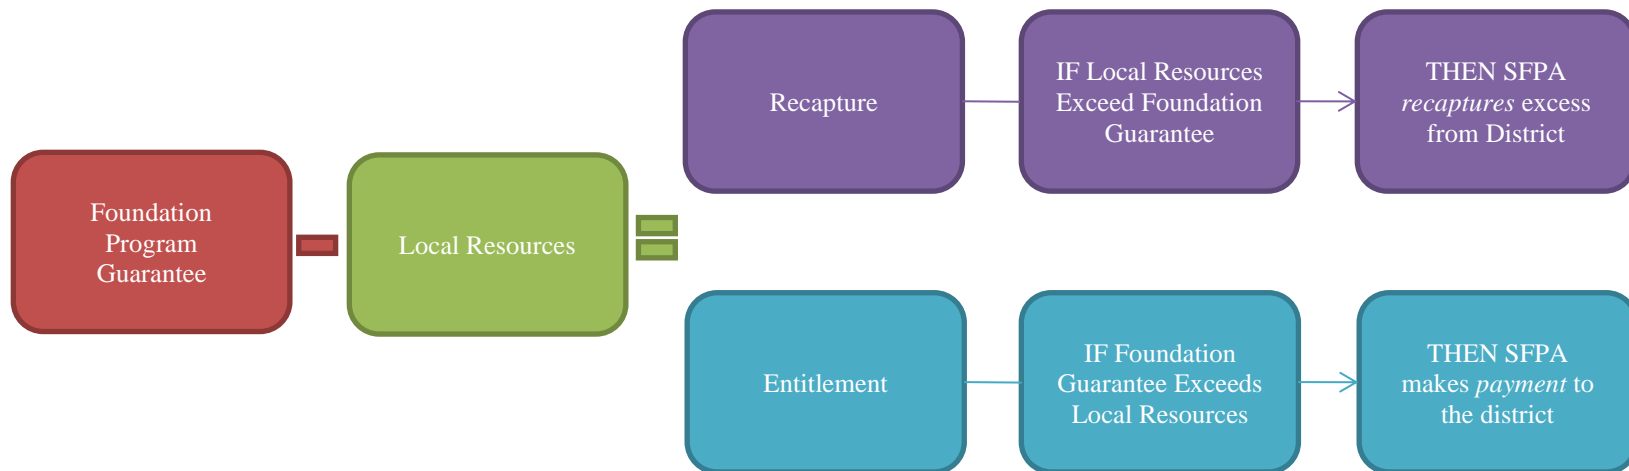 Foundation
Program
Guarantee
Local Resources
Recapture
IF Local Resources
Exceed Foundation
Guarantee
THEN SFPA
recaptures excess
from District
Entitlement
IF Foundation
Guarantee Exceeds
Local Resources
THEN SFPA
makes payment to
the district